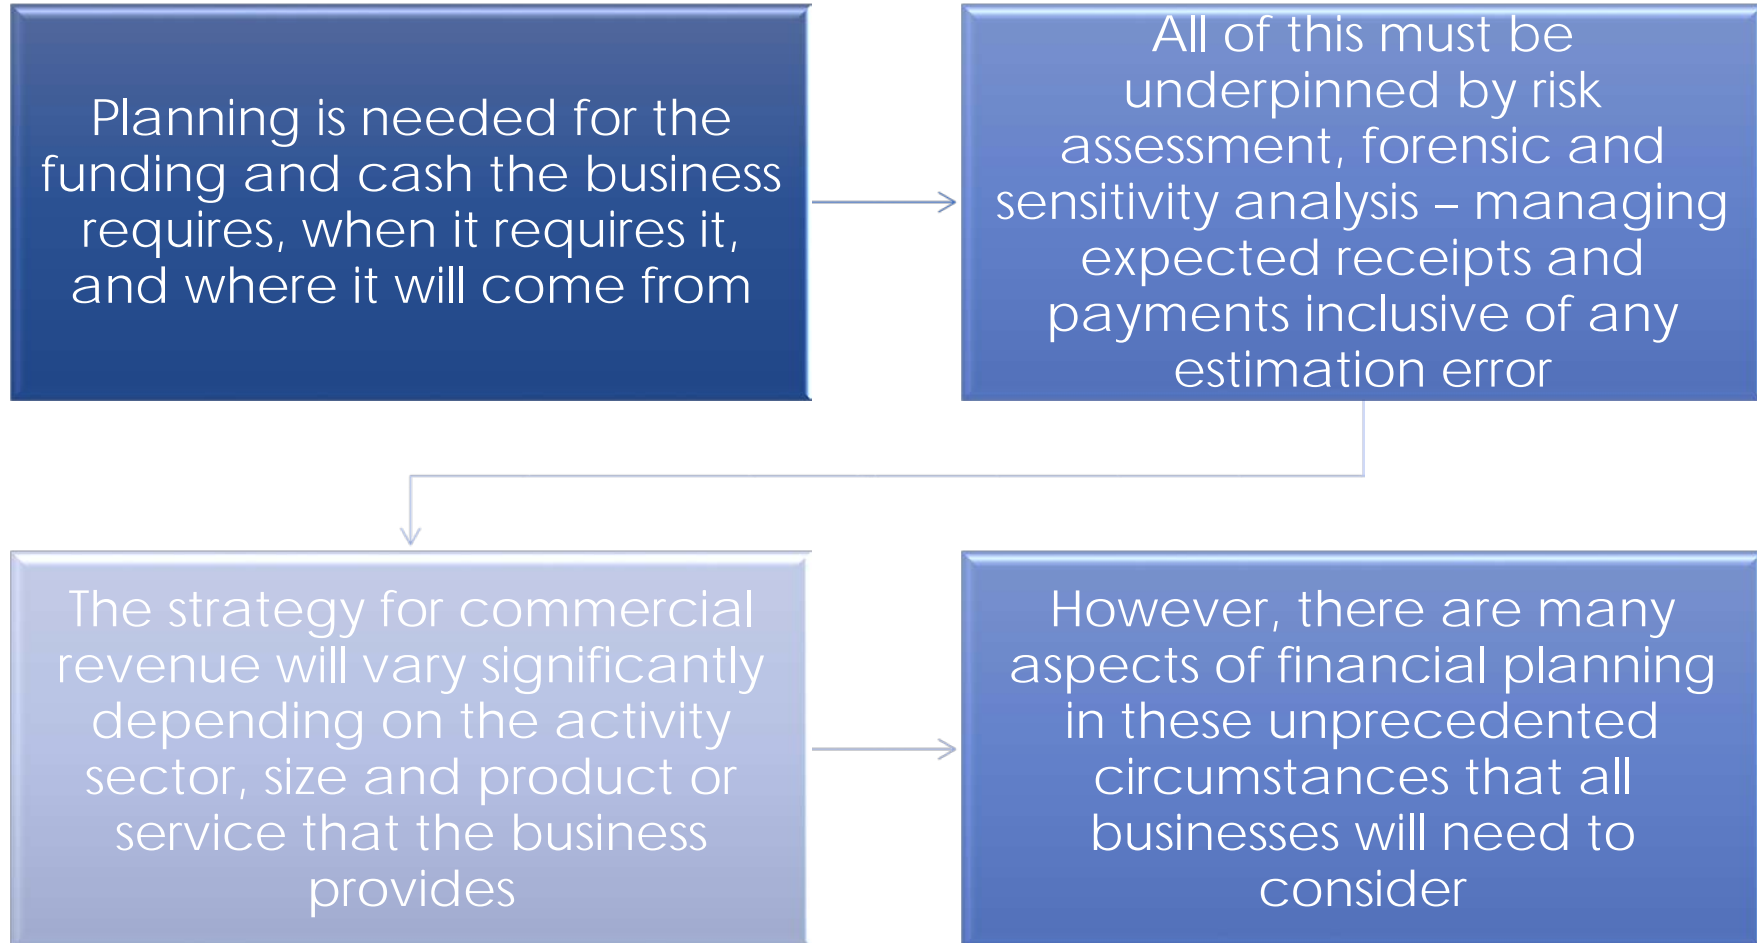 Planning is needed for the
funding and cash the business
requires, when it requires it,
and where it will come from
All of this must be
underpinned by risk
assessment, forensic and
sensitivity analysis – managing
expected receipts and
payments inclusive of any
estimation error
The strategy for commercial
revenue will vary significantly
depending on the activity
sector, size and product or
service that the business
provides
However, there are many
aspects of financial planning
in these unprecedented
circumstances that all
businesses will need to
consider